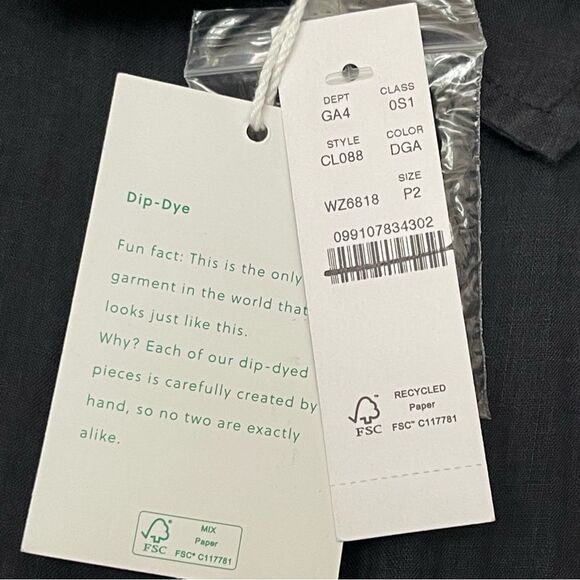 Dip-Dye
Fun fact: This is the only
garment in the world that
looks just like this.
Why? Each of our dip-dyed
pieces is carefully created by
hand, so no two are exactly
alike.
FSC
MIX
Paper
FSC® C117781
DEPT CLASS
GA4 0S1
STYLE COLOR
CL088 DGA
SIZE
WZ6818 P2
099107834302
FSC™
RECYCLED
Paper
FSC™ C117781